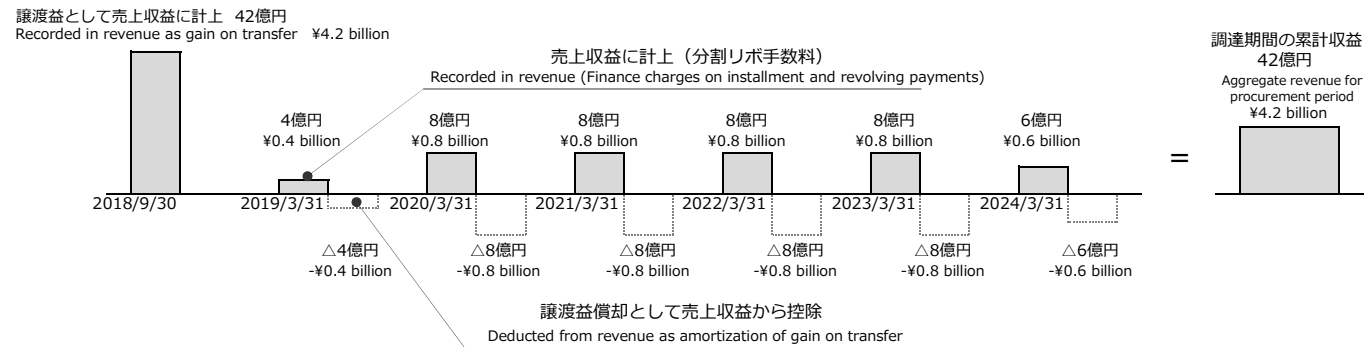 譲渡益として売上収益に計上 42億円
Recorded in revenue as gain on transfer ¥4.2 billion
売上収益に計上（分割リボ手数料）
Recorded in revenue (Finance charges on installment and revolving payments)
調達期間の累計収益
42億円
Aggregate revenue for
procurement period
¥4.2 billion
4億円
¥0.4 billion
8億円
¥0.8 billion
8億円
¥0.8 billion
8億円
¥0.8 billion
8億円
¥0.8 billion
6億円
¥0.6 billion
=
2018/9/30
2019/3/31
2020/3/31
2021/3/31
2022/3/31
2023/3/31
2024/3/31
△4億円
-¥0.4 billion
△8億円
-¥0.8 billion
△8億円
-¥0.8 billion
△8億円
-¥0.8 billion
△8億円
-¥0.8 billion
△6億円
-¥0.6 billion
譲渡益償却として売上収益から控除
Deducted from revenue as amortization of gain on transfer